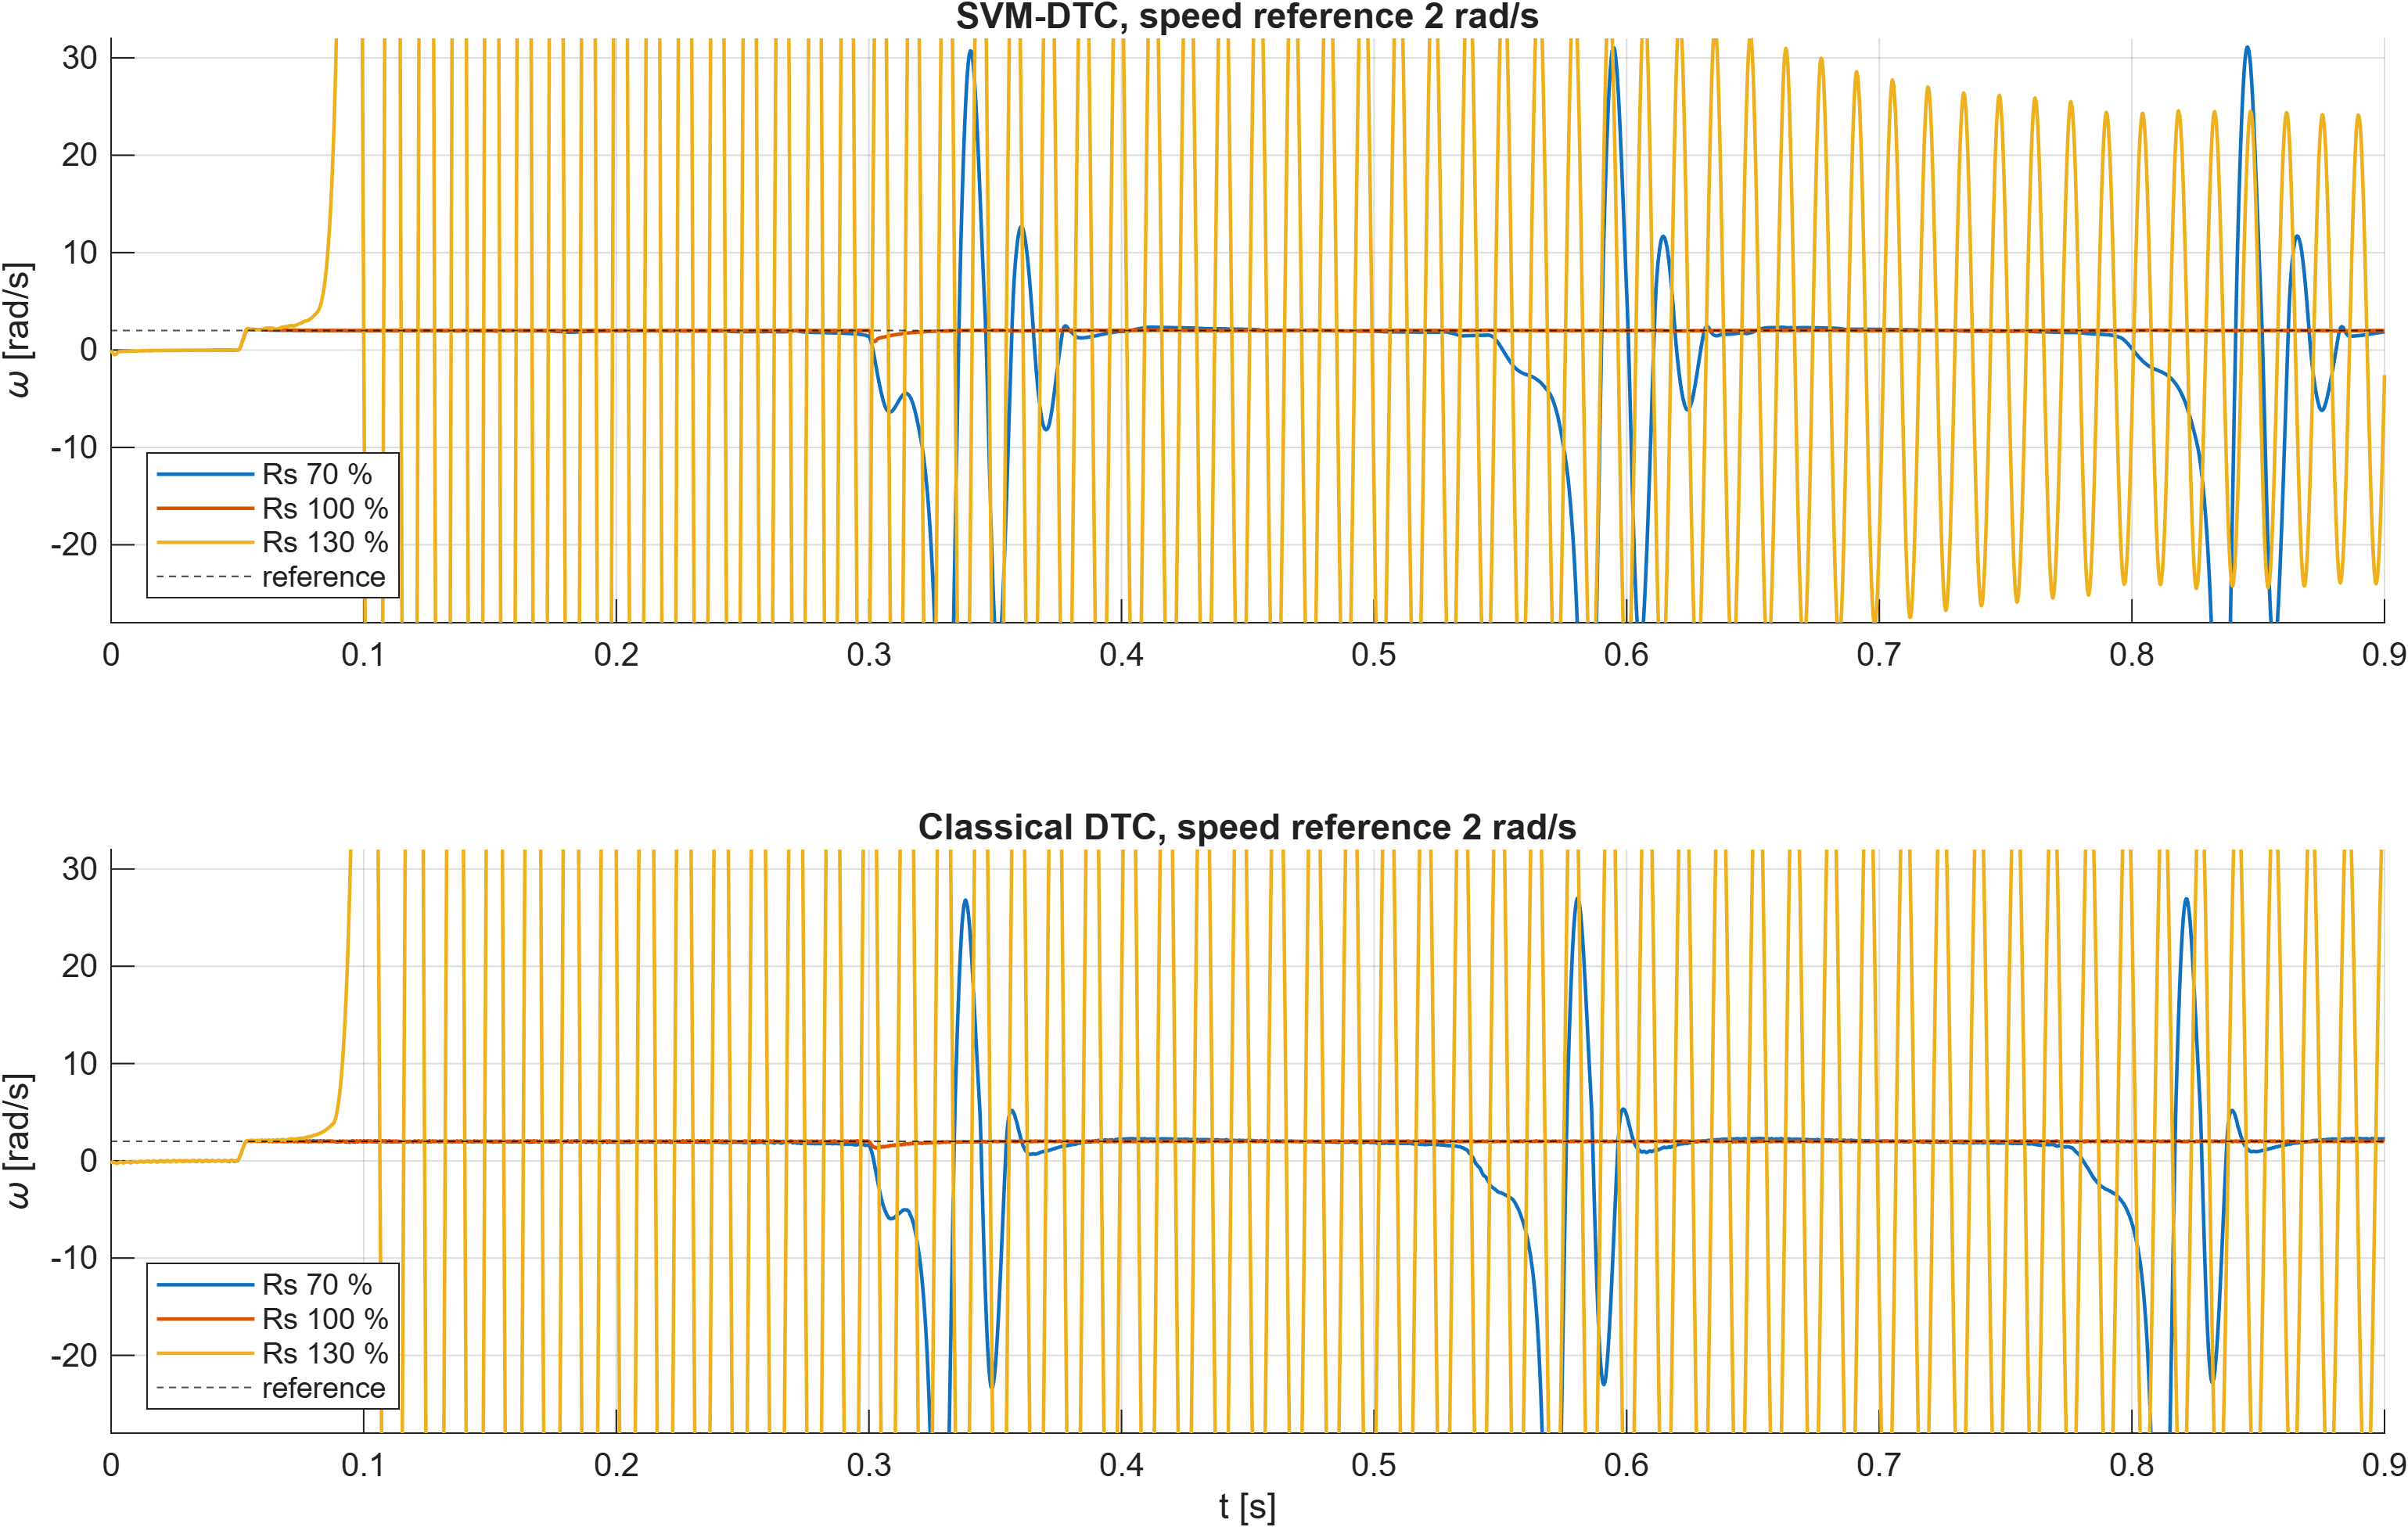 SVM-DTC, speed reference 2 rad/s
30
20
10
0
-10
-20
ω [rad/s]
Rs 70 %
Rs 100 %
Rs 130 %
reference
0 0.1 0.2 0.3 0.4 0.5 0.6 0.7 0.8 0.9
Classical DTC, speed reference 2 rad/s
30
20
10
0
-10
-20
ω [rad/s]
Rs 70 %
Rs 100 %
Rs 130 %
reference
0 0.1 0.2 0.3 0.4 0.5 0.6 0.7 0.8 0.9
t [s]